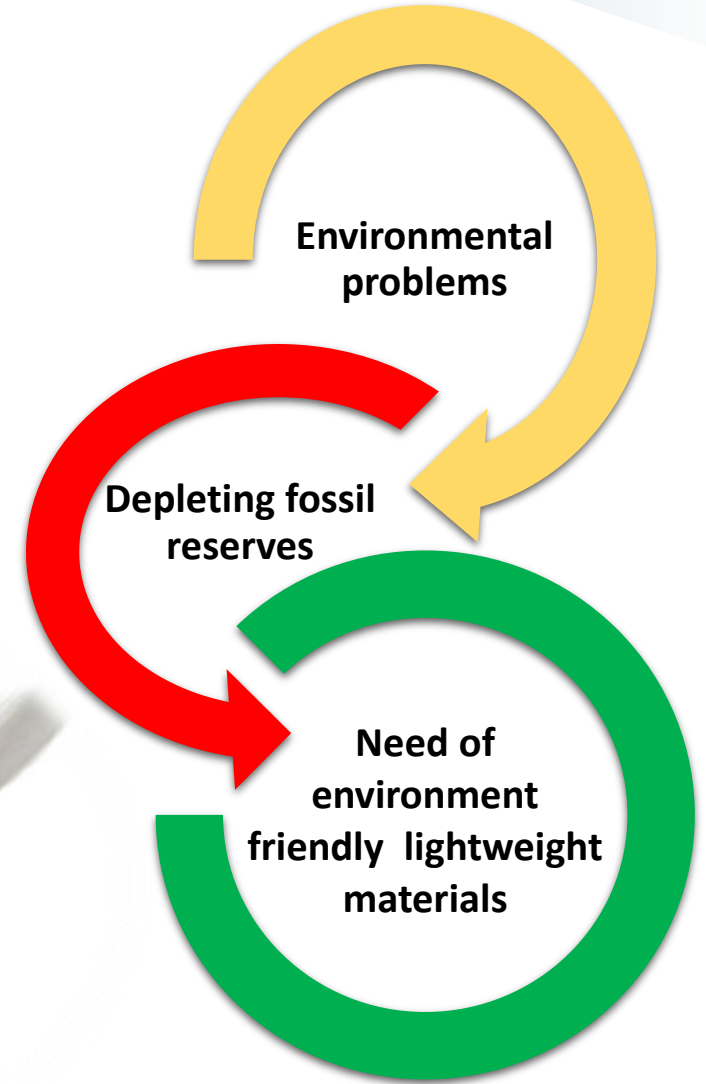 Environmental
problems
Depleting fossil
reserves
Need of
environment
friendly lightweight
materials